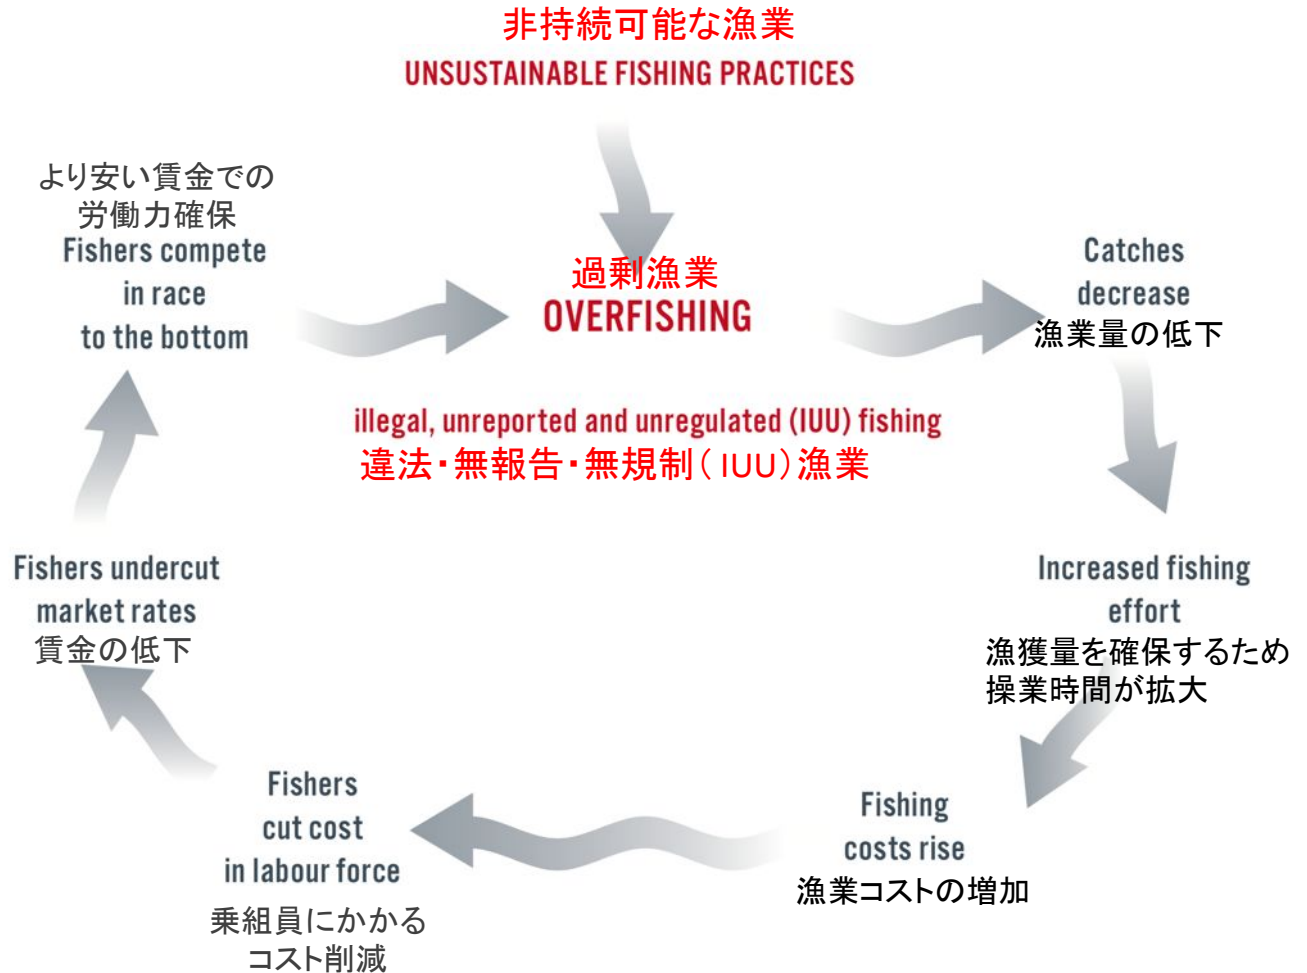 非持続可能な漁業
UNSUSTAINABLE FISHING PRACTICES
より安い賃金での
労働力確保
Fishers compete
in race
to the bottom
過剰漁業
OVERFISHING
Catches
decrease
漁業量の低下
illegal, unreported and unregulated (IUU) fishing
違法・無報告・無規制(IUU)漁業
Fishers undercut
market rates
賃金の低下
Increased fishing
effort
漁獲量を確保するため
操業時間が拡大
Fishers
cut cost
in labour force
乗組員にかかる
コスト削減
Fishing
costs rise
漁業コストの増加